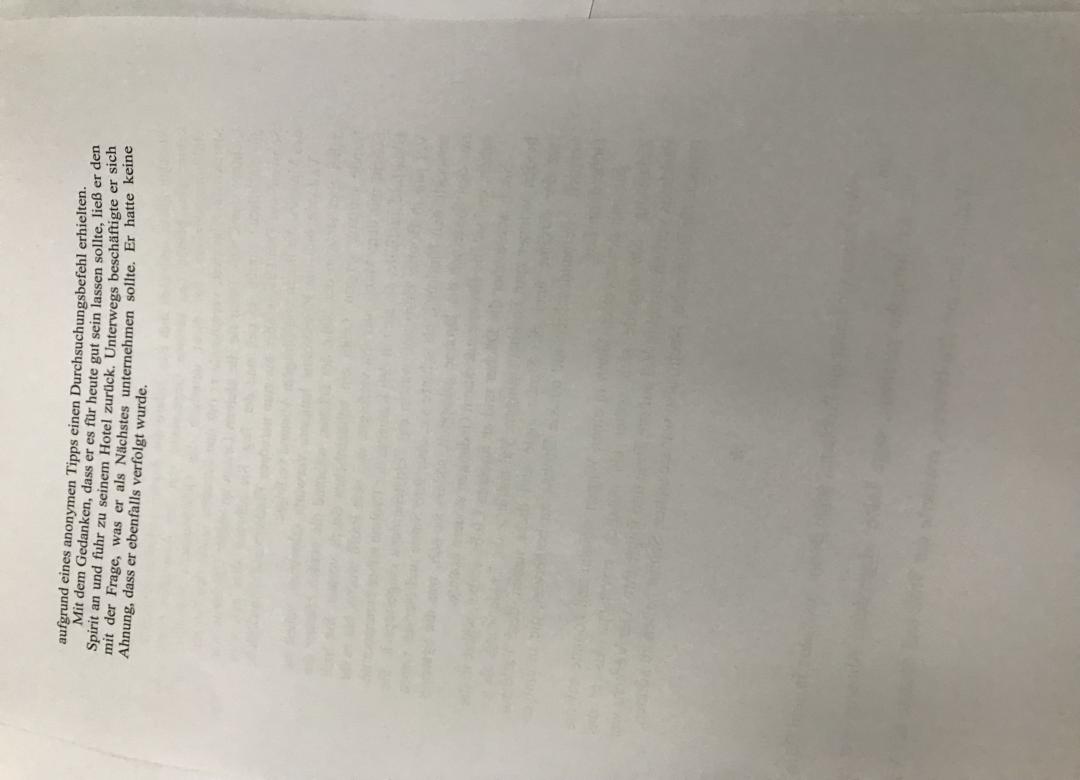 aufgrund eines anonymen Tipps einen Durchsuchungsbefehl erhielten.
Mit dem Gedanken, dass er es für heute gut sein lassen sollte, ließ er den
Spirit an und fuhr zu seinem Hotel zurück. Unterwegs beschäftigte er sich
mit der Frage, was er als Nächstes unternehmen sollte. Er hatte keine
Ahnung, dass er ebenfalls verfolgt wurde.